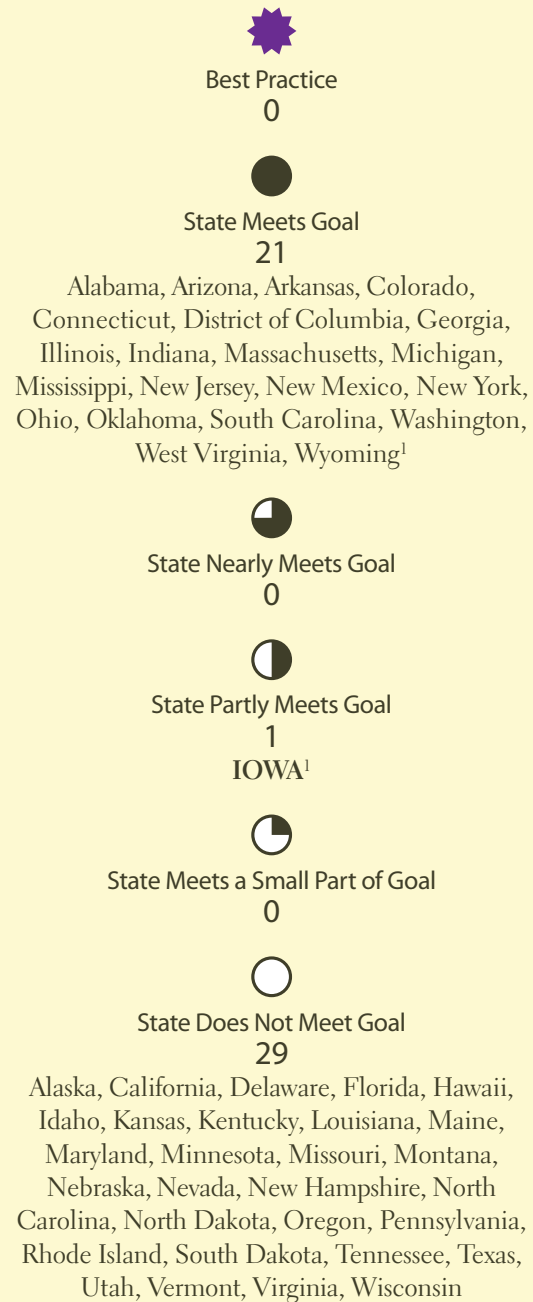 Best Practice
0
State Meets Goal
21
Alabama, Arizona, Arkansas, Colorado,
Connecticut, District of Columbia, Georgia,
Illinois, Indiana, Massachusetts, Michigan,
Mississippi, New Jersey, New Mexico, New York,
Ohio, Oklahoma, South Carolina, Washington,
West Virginia, Wyoming¹
State Nearly Meets Goal
0
State Partly Meets Goal
1
IOWA¹
State Meets a Small Part of Goal
0
State Does Not Meet Goal
29
Alaska, California, Delaware, Florida, Hawaii,
Idaho, Kansas, Kentucky, Louisiana, Maine,
Maryland, Minnesota, Missouri, Montana,
Nebraska, Nevada, New Hampshire, North
Carolina, North Dakota, Oregon, Pennsylvania,
Rhode Island, South Dakota, Tennessee, Texas,
Utah, Vermont, Virginia, Wisconsin